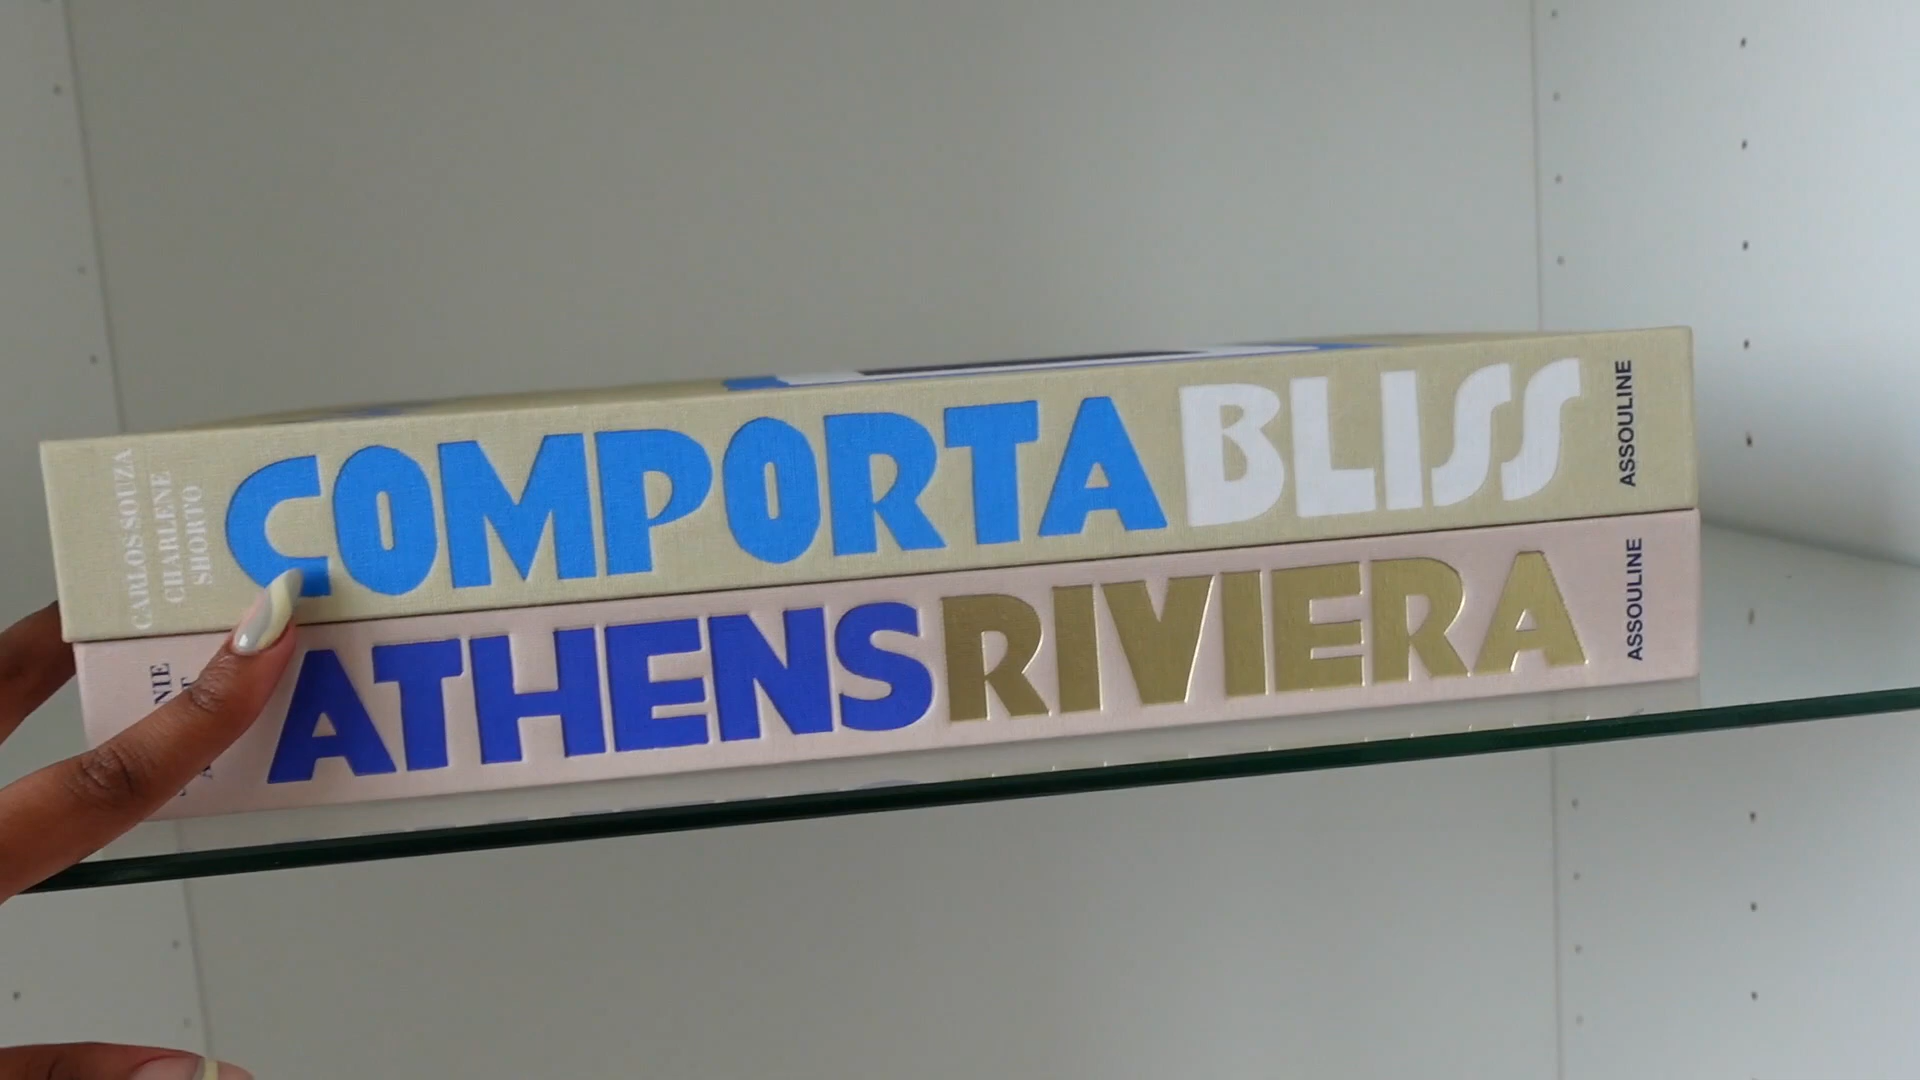 CARLOS SOUZA
CHARLENE
SHORTO
COMPORTA BLISS
ASSOULINE
ATHENS RIVIERA
ASSOULINE